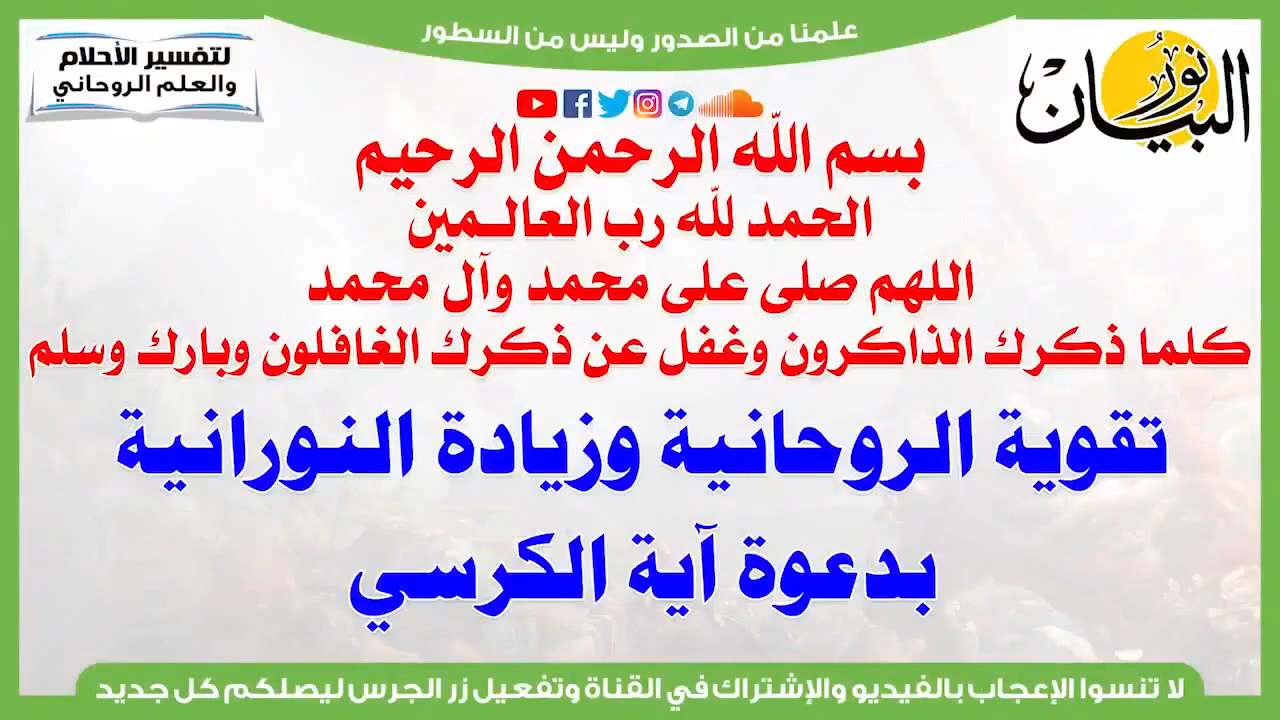 علمنا من الصدور وليس من السطور
نور
البيان
لتفسير الأحلام
والعلم الروحاني
بسم الله الرحمن الرحيم
الحمد لله رب العالمين
اللهم صلى على محمد وآل محمد
كلما ذكرك الذاكرون وغفل عن ذكرك الغافلون وبارك وسلم
تقوية الروحانية وزيادة النورانية
بدعوة آية الكرسي
لا تنسوا الإعجاب بالفيديو والإشتراك في القناة وتفعيل زر الجرس ليصلكم كل جديد